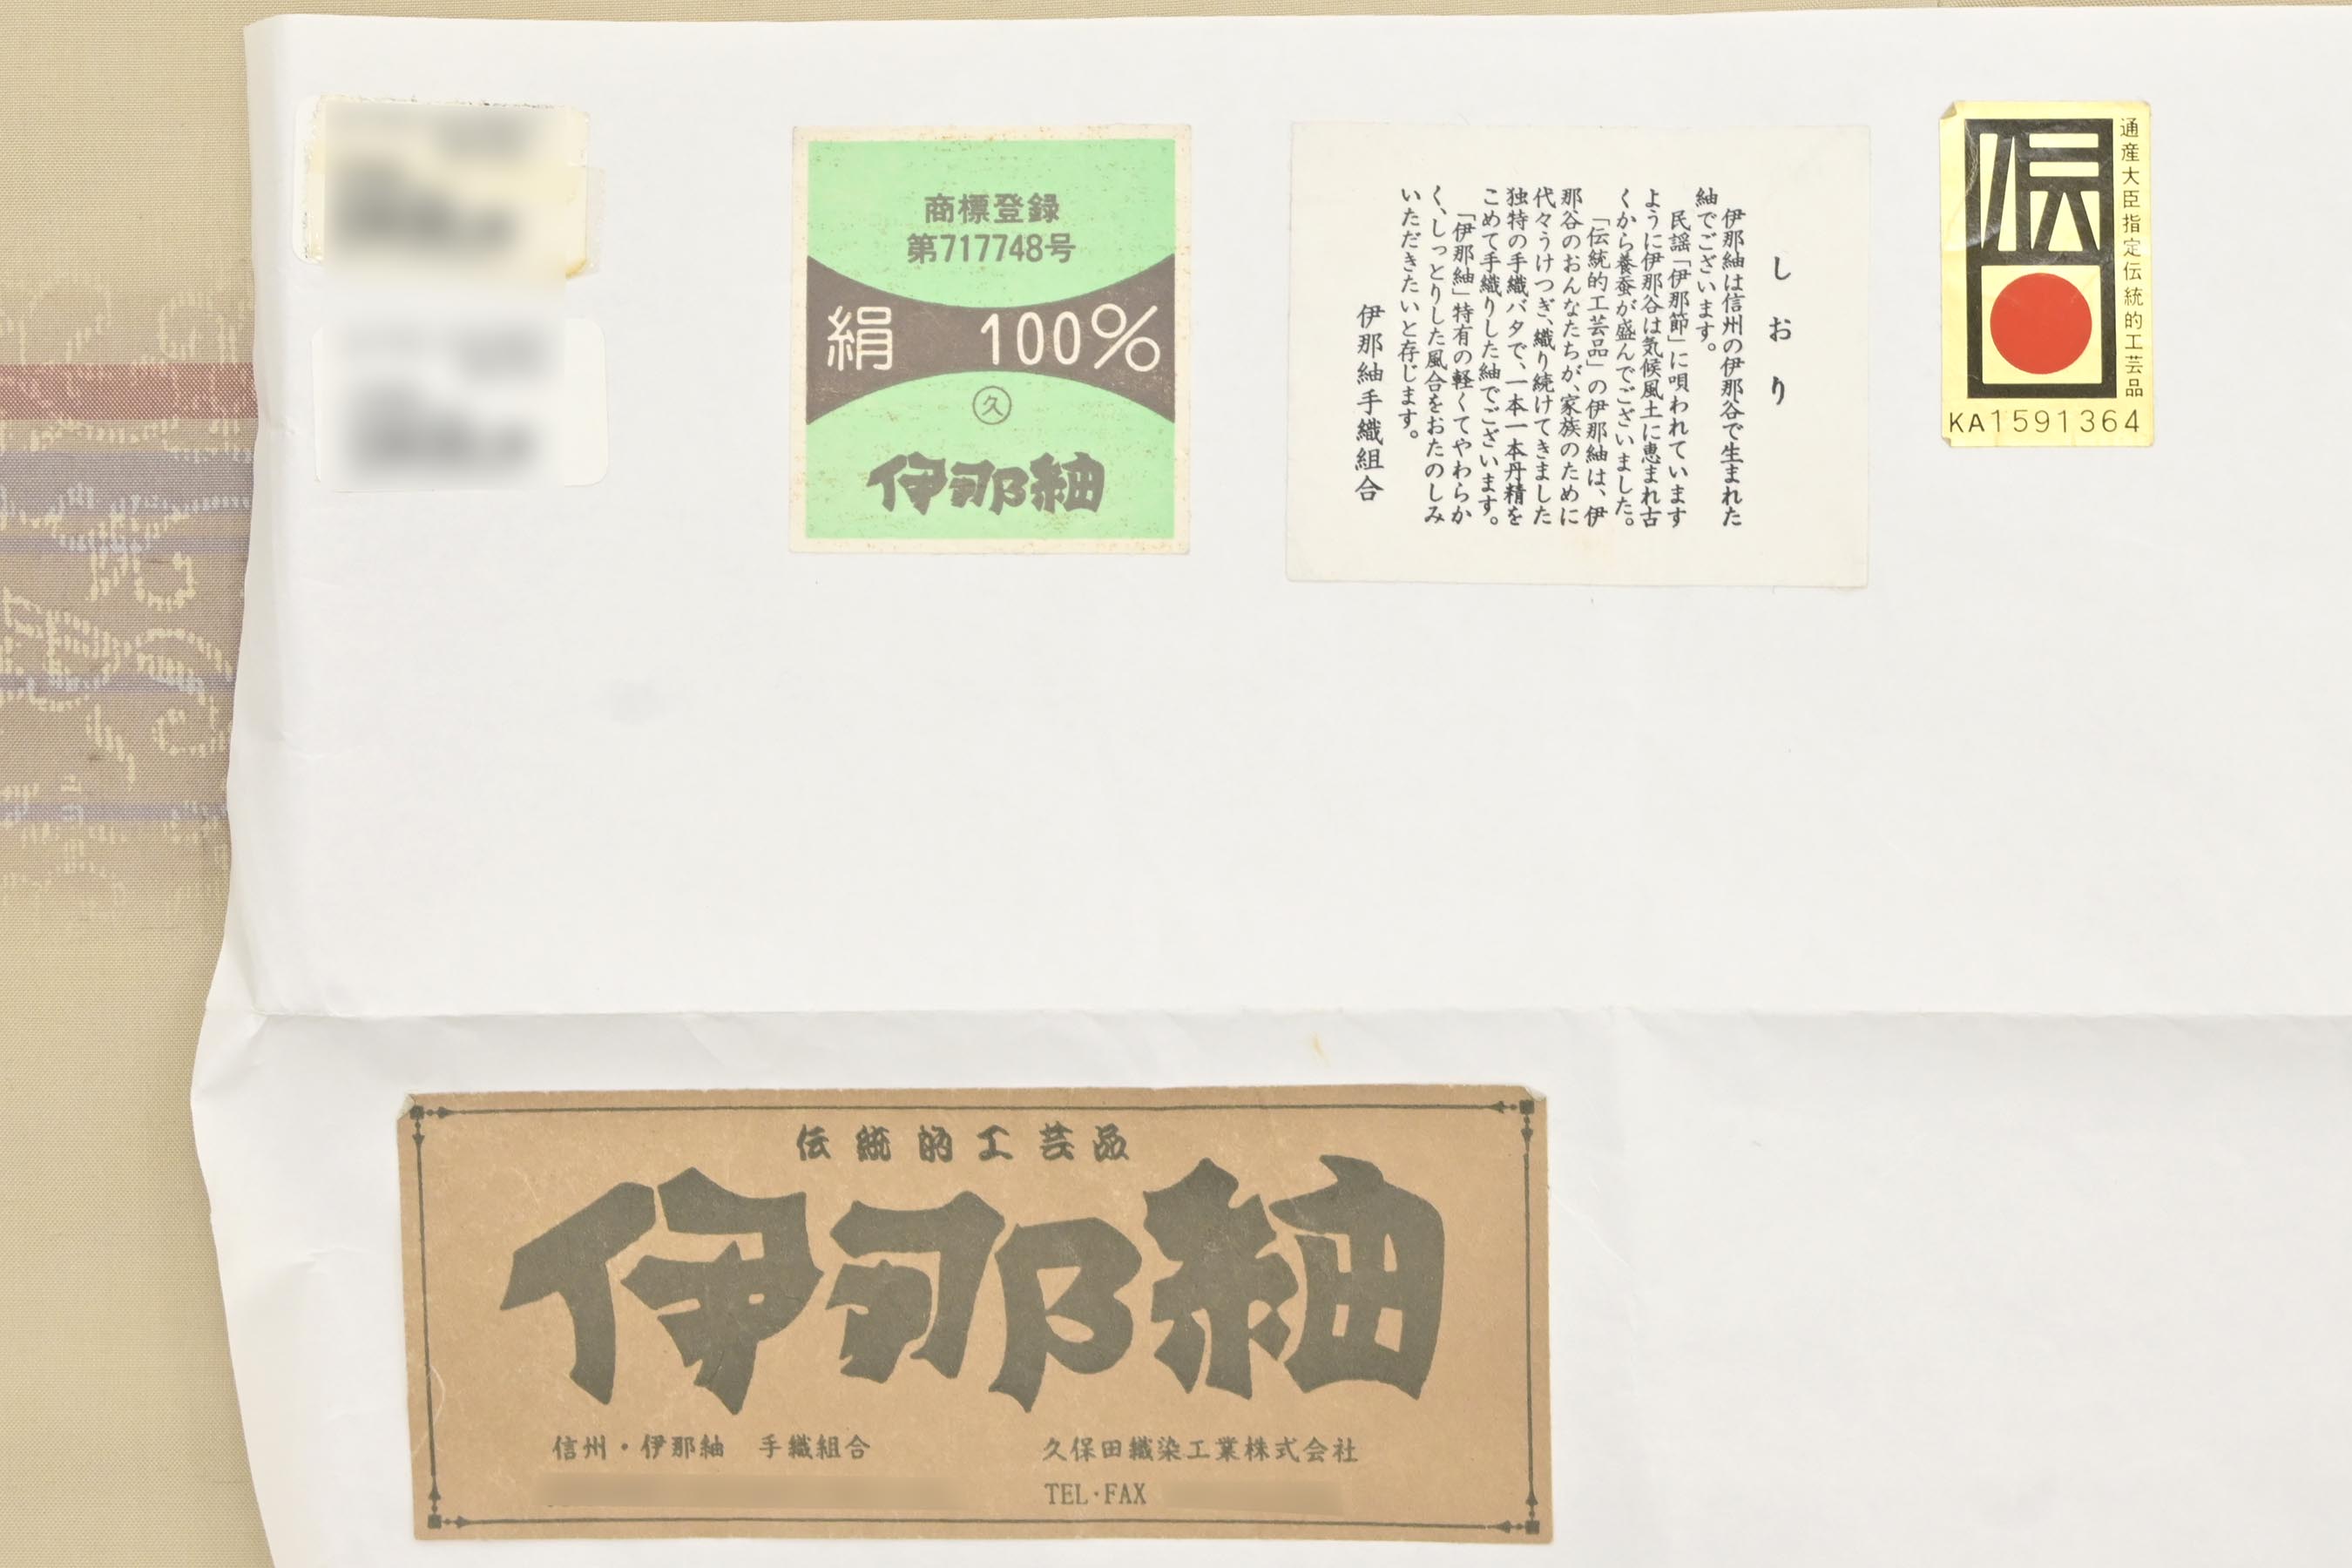 商標登録
第717748号
絹 100%
久
伊那紬
しおり
伊那紬は信州の伊那谷で生まれた
紬でございます。
民謡「伊那節」に唄われています
ように伊那谷は気候風土に恵まれ古
くから養蚕が盛んでございました。
「伝統的工芸品」の伊那紬は、伊
那谷のおんなたちが、家族のために
代々うけつぎ、織り続けてきました
独特の手織バタで、一本一本丹精を
こめて手織りした紬でございます。
「伊那紬」特有の軽くてやわらか
く、しっとりした風合をおたのしみ
いただきたいと存じます。
伊那紬手織組合
伝
通産大臣指定伝統的工芸品
KA1591364
伝統的工芸品
伊那紬
信州・伊那紬 手織組合
久保田織染工業株式会社
TEL・FAX